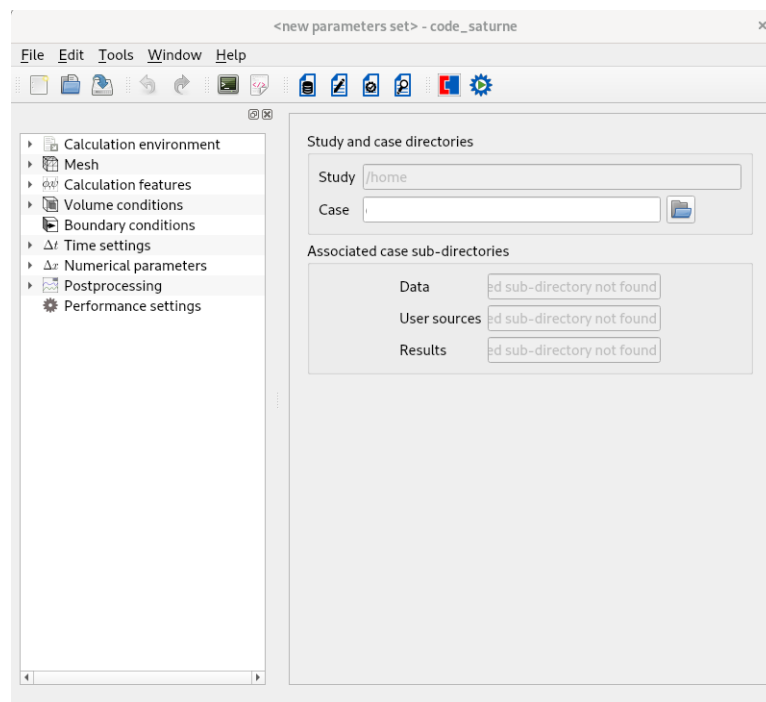 <new parameters set> - code_saturne
File Edit Tools Window Help
Calculation environment
Mesh
Calculation features
Volume conditions
Boundary conditions
Δt Time settings
Δx Numerical parameters
Postprocessing
Performance settings
Study and case directories
Study /home
Case
Associated case sub-directories
Data ed sub-directory not found
User sources ed sub-directory not found
Results ed sub-directory not found